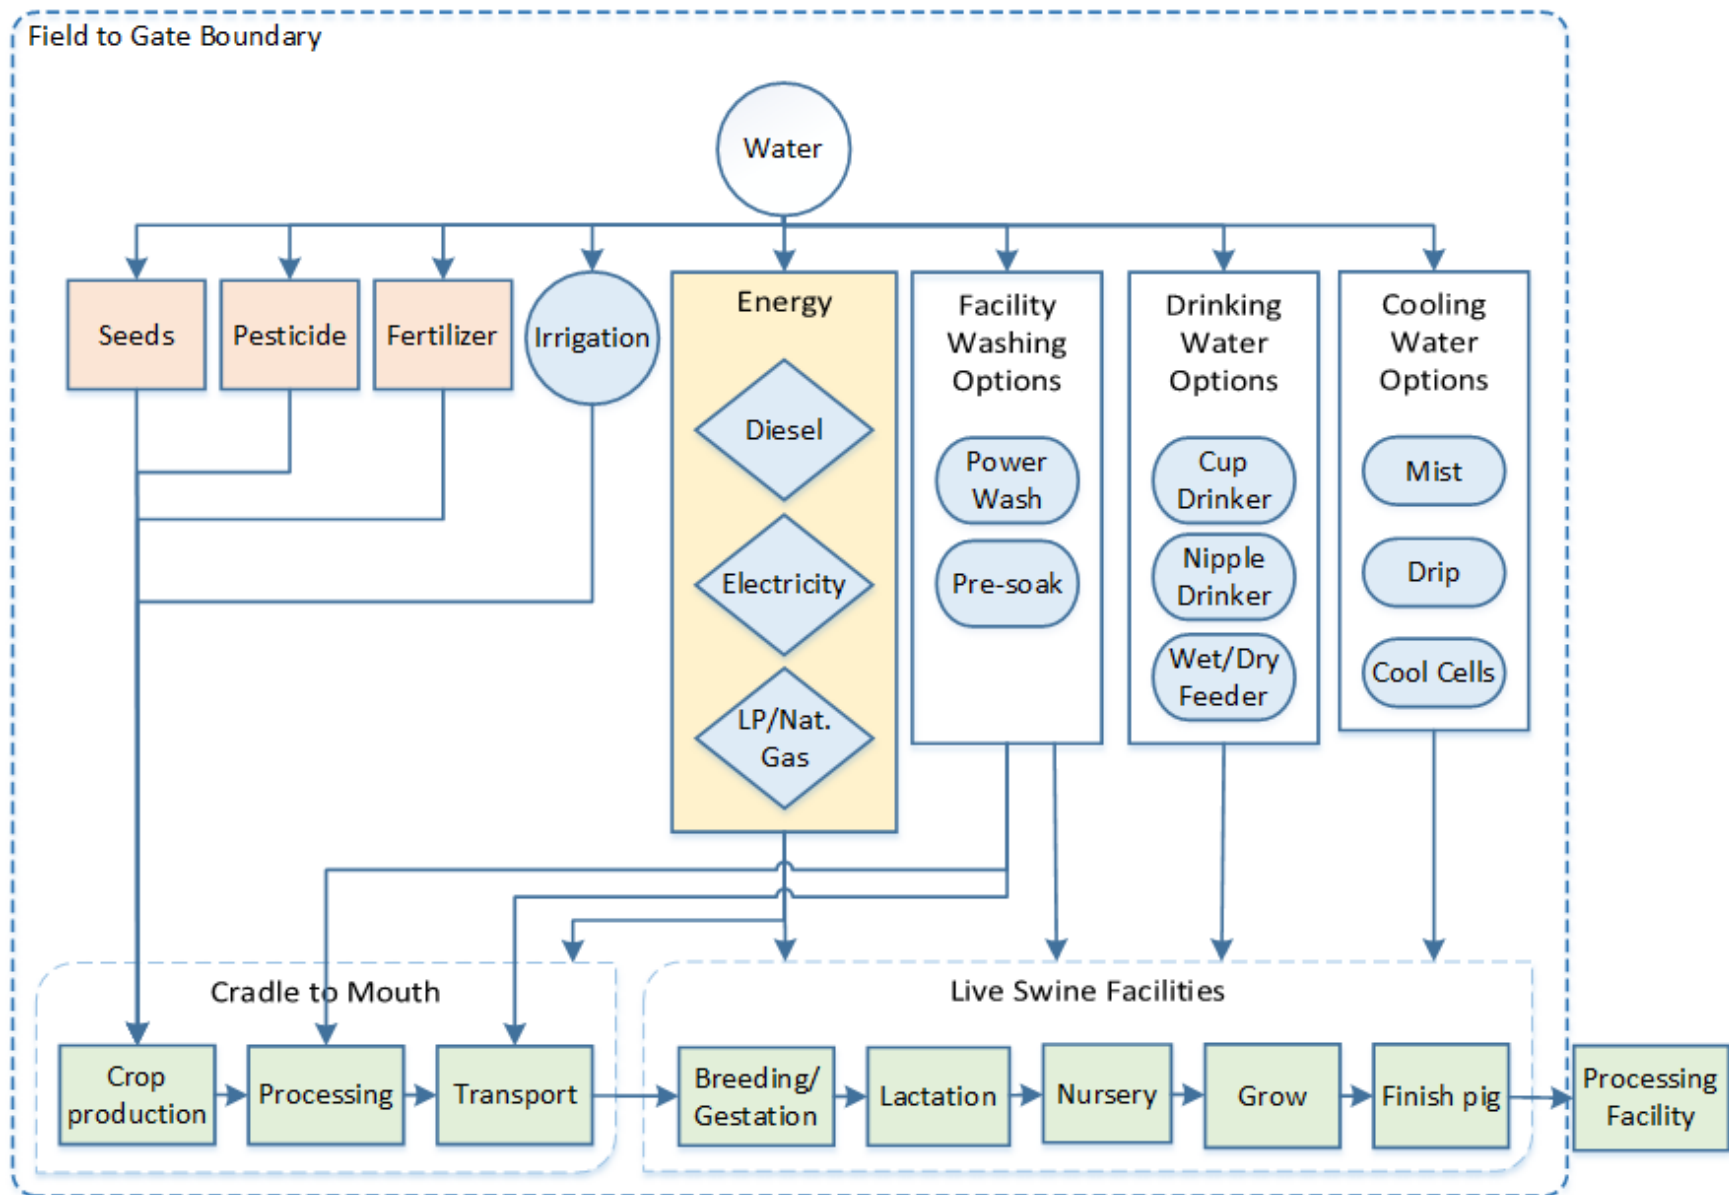 Field to Gate Boundary
Water
Seeds
Pesticide
Fertilizer
Irrigation
Energy
Diesel
Electricity
LP/Nat.
Gas
Facility
Washing
Options
Power
Wash
Pre-soak
Drinking
Water
Options
Cup
Drinker
Nipple
Drinker
Wet/Dry
Feeder
Cooling
Water
Options
Mist
Drip
Cool Cells
Cradle to Mouth
Crop
production
Processing
Transport
Live Swine Facilities
Breeding/
Gestation
Lactation
Nursery
Grow
Finish pig
Processing
Facility